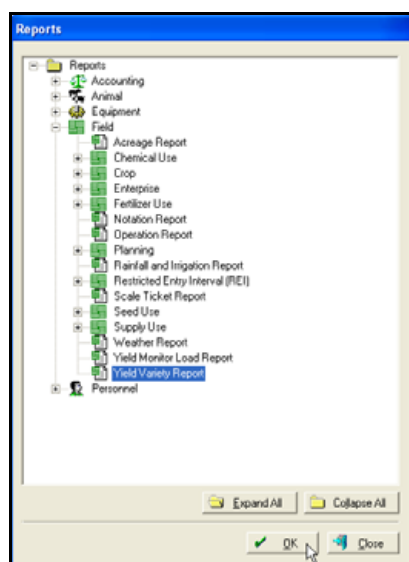 Reports
Reports
Accounting
Animal
Equipment
Field
Acreage Report
Chemical Use
Crop
Enterprise
Fertilizer Use
Notation Report
Operation Report
Planning
Rainfall and Irrigation Report
Restricted Entry Interval (REI)
Scale Ticket Report
Seed Use
Supply Use
Weather Report
Yield Monitor Load Report
Yield Variety Report
Personnel
Expand All Collapse All
OK Close